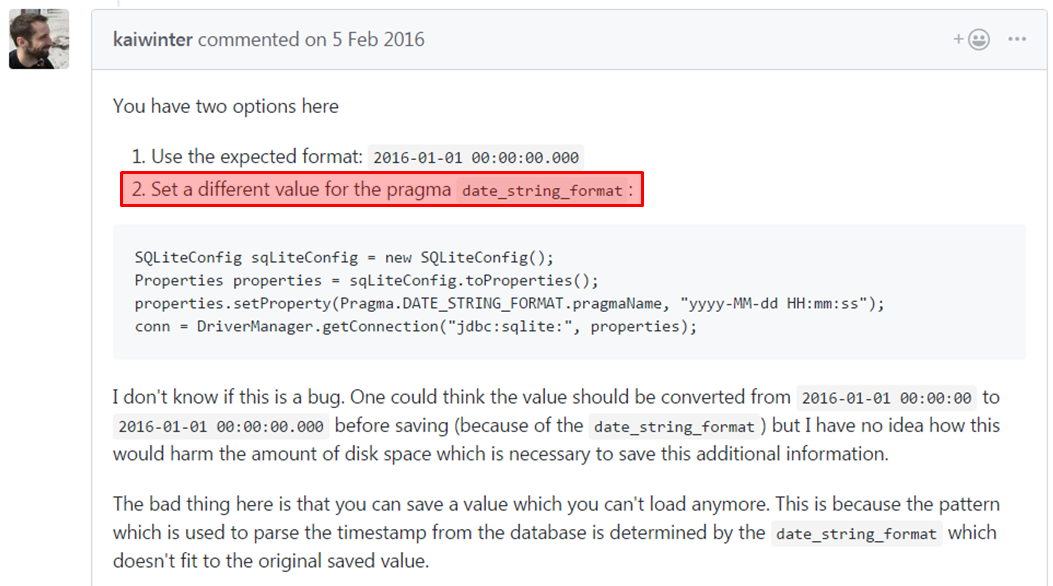 kaiwinter commented on 5 Feb 2016
You have two options here
1. Use the expected format: 2016-01-01 00:00:00.000
2. Set a different value for the pragma date_string_format:
SQLiteConfig sqLiteConfig = new SQLiteConfig();
Properties properties = sqLiteConfig.toProperties();
properties.setProperty(Pragma.DATE_STRING_FORMAT.pragmaName, "yyyy-MM-dd HH:mm:ss");
conn = DriverManager.getConnection("jdbc:sqlite:", properties);
I don't know if this is a bug. One could think the value should be converted from 2016-01-01 00:00:00 to
2016-01-01 00:00:00.000 before saving (because of the date_string_format) but I have no idea how this
would harm the amount of disk space which is necessary to save this additional information.
The bad thing here is that you can save a value which you can't load anymore. This is because the pattern
which is used to parse the timestamp from the database is determined by the date_string_format which
doesn't fit to the original saved value.